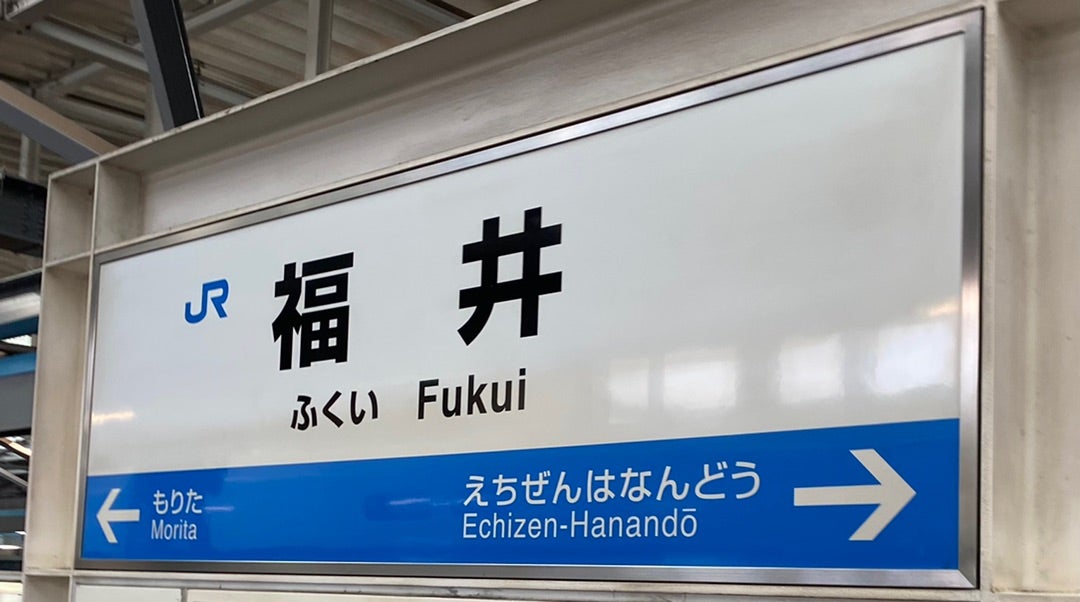 JR
福井
ふくい Fukui
もりた
Morita
えちぜんはなんどう
Echizen-Hanandō